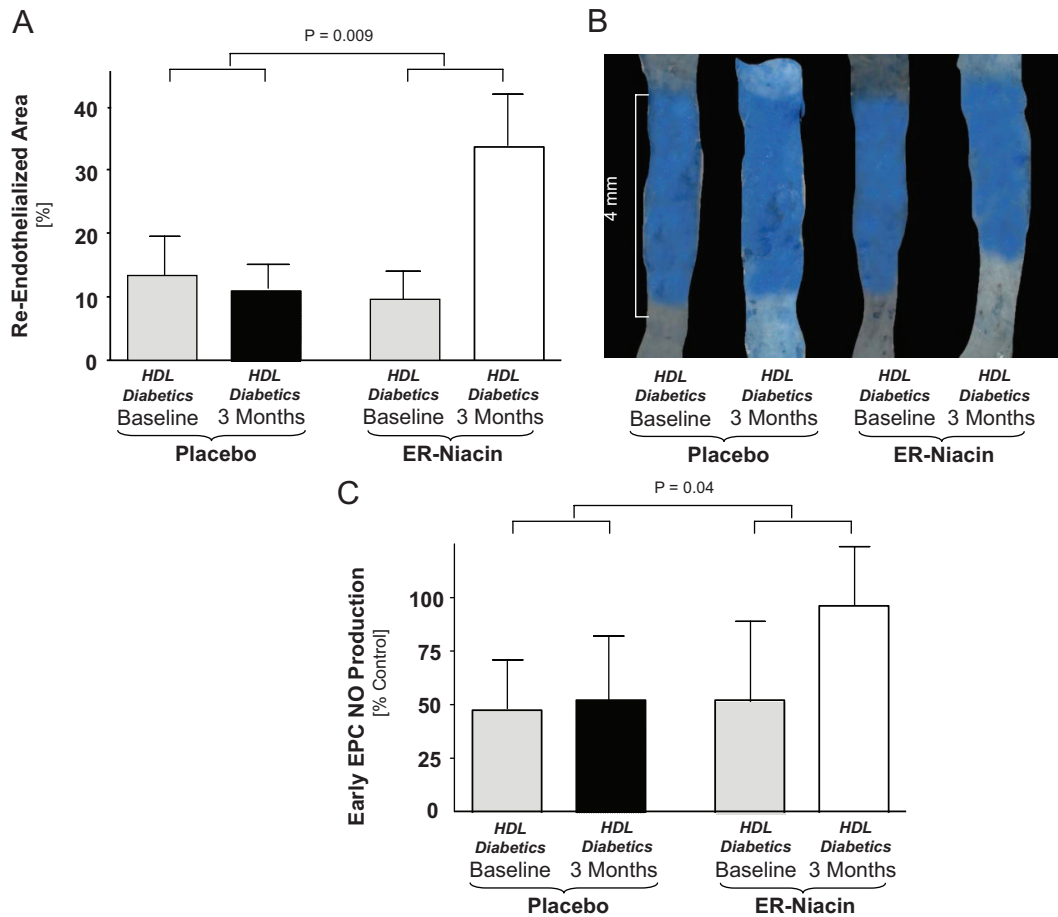 A
P = 0.009
Re-Endothelialized Area
[%]
40
30
20
10
0
HDL HDL HDL HDL
Diabetics Diabetics Diabetics Diabetics
Baseline 3 Months Baseline 3 Months
Placebo ER-Niacin
B
4 mm
HDL HDL HDL HDL
Diabetics Diabetics Diabetics Diabetics
Baseline 3 Months Baseline 3 Months
Placebo ER-Niacin
C
P = 0.04
Early EPC NO Production
[% Control]
100
75
50
25
0
HDL HDL HDL HDL
Diabetics Diabetics Diabetics Diabetics
Baseline 3 Months Baseline 3 Months
Placebo ER-Niacin